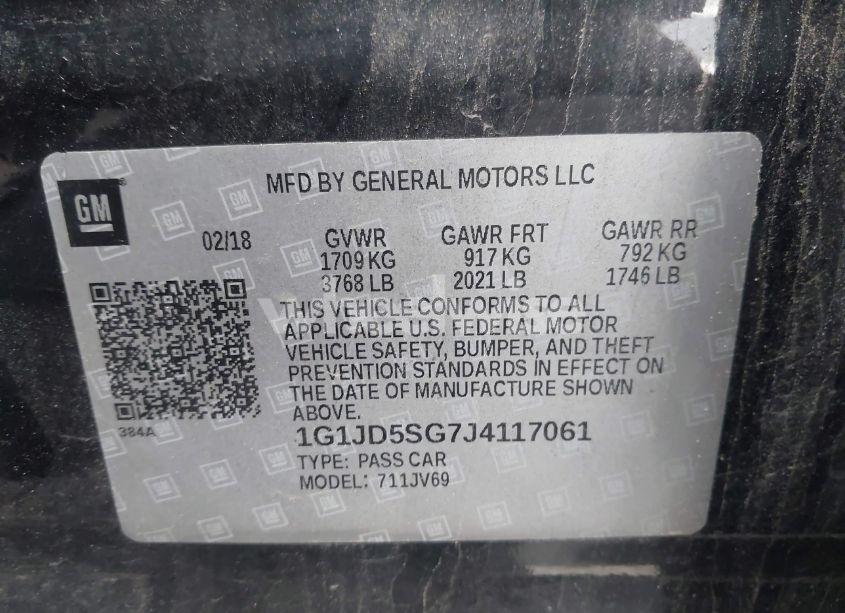 GM
MFD BY GENERAL MOTORS LLC
02/18
GVWR
1709 KG
3768 LB
GAWR FRT
917 KG
2021 LB
GAWR RR
792 KG
1746 LB
THIS VEHICLE CONFORMS TO ALL
APPLICABLE U.S. FEDERAL MOTOR
VEHICLE SAFETY, BUMPER, AND THEFT
PREVENTION STANDARDS IN EFFECT ON
THE DATE OF MANUFACTURE SHOWN
ABOVE.
384A
1G1JD5SG7J4117061
TYPE: PASS CAR
MODEL: 711JV69